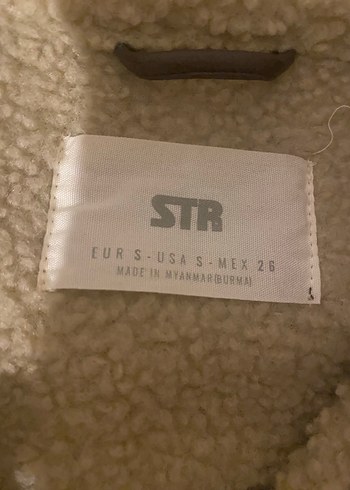 STR
EUR S - USA S - MEX 26
MADE IN MYANMAR(BURMA)